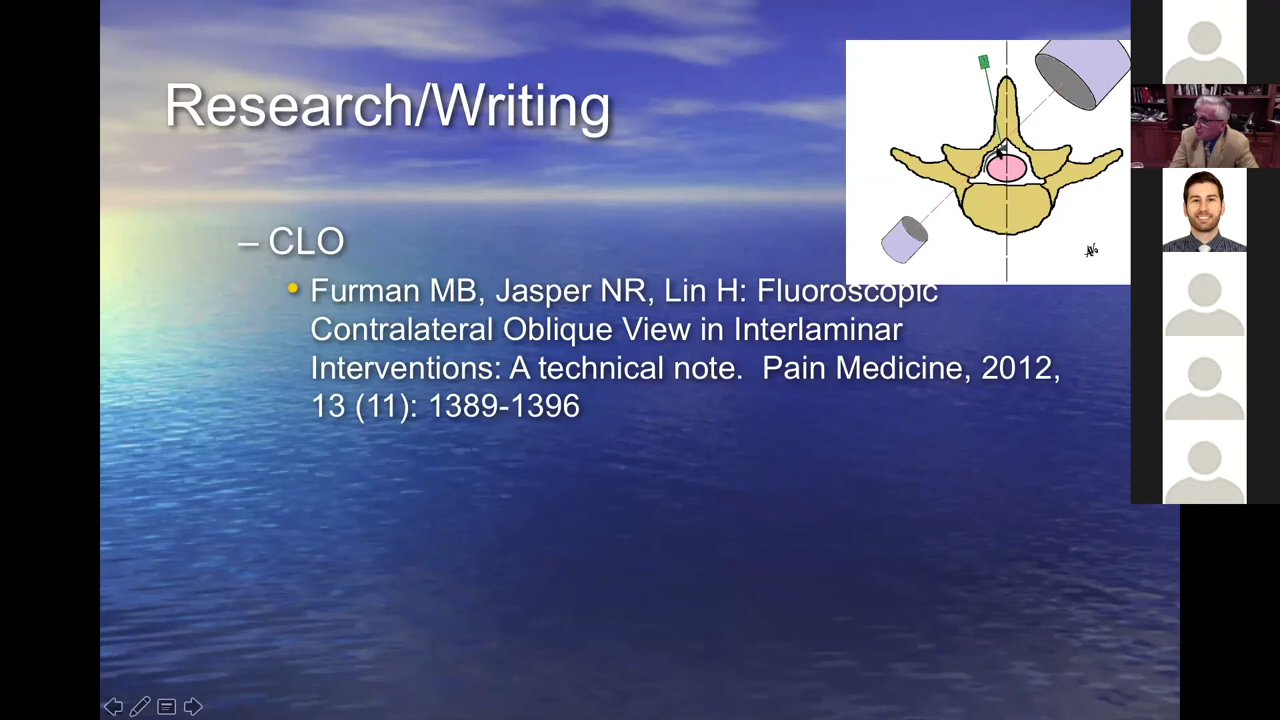 Research/Writing
– CLO
• Furman MB, Jasper NR, Lin H: Fluoroscopic
Contralateral Oblique View in Interlaminar
Interventions: A technical note.  Pain Medicine, 2012,
13 (11): 1389-1396